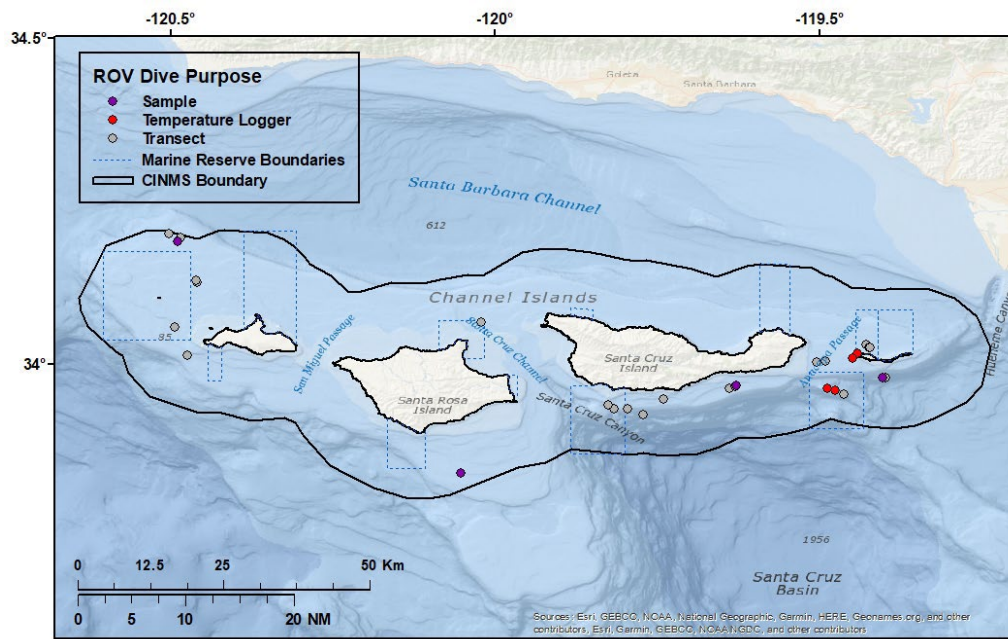 -120.5° -120° -119.5°
34.5°
34°
ROV Dive Purpose
Sample
Temperature Logger
Transect
Marine Reserve Boundaries
CINMS Boundary
Goleta
Santa Barbara
Santa Barbara Channel
612
Channel Islands
85
San Miguel Passage
Santa Cruz Channel
Anacapa Passage
Hueneme Canyon
Santa Cruz
Island
Santa Rosa
Island
Santa Cruz Canyon
1956
Santa Cruz
Basin
0 12.5 25 50 Km
0 5 10 20 NM
Sources: Esri, GEBCO, NOAA, National Geographic, Garmin, HERE, Geonames.org, and other
contributors, Esri, Garmin, GEBCO, NOAA NGDC, and other contributors